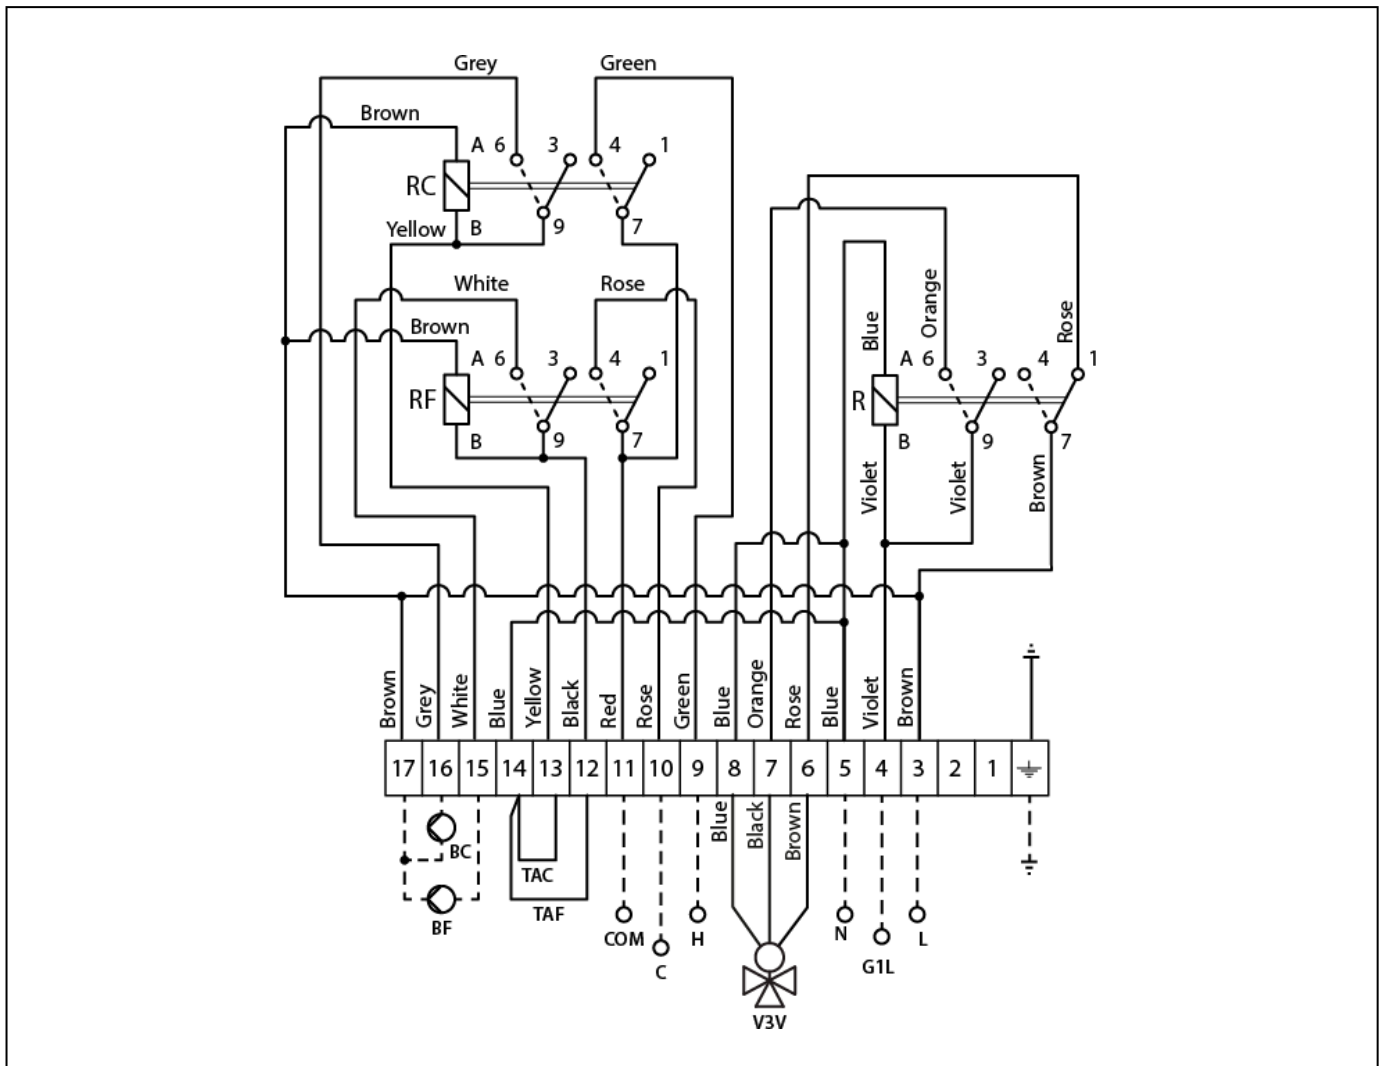 Grey Green
Brown
A 6 3 4 1
RC
Yellow B 9 7
White Rose
Brown
A 6 3 4 1
RF
B 9 7
Blue Orange Rose
A 6 3 4 1
R
B 9 7
Violet Violet Brown
Brown Grey White Blue Yellow Black Red Rose Green Blue Orange Rose Blue Violet Brown
17 16 15 14 13 12 11 10 9 8 7 6 5 4 3 2 1
Blue Black Brown
BC
TAC
BF TAF COM H N L
C G1L
V3V